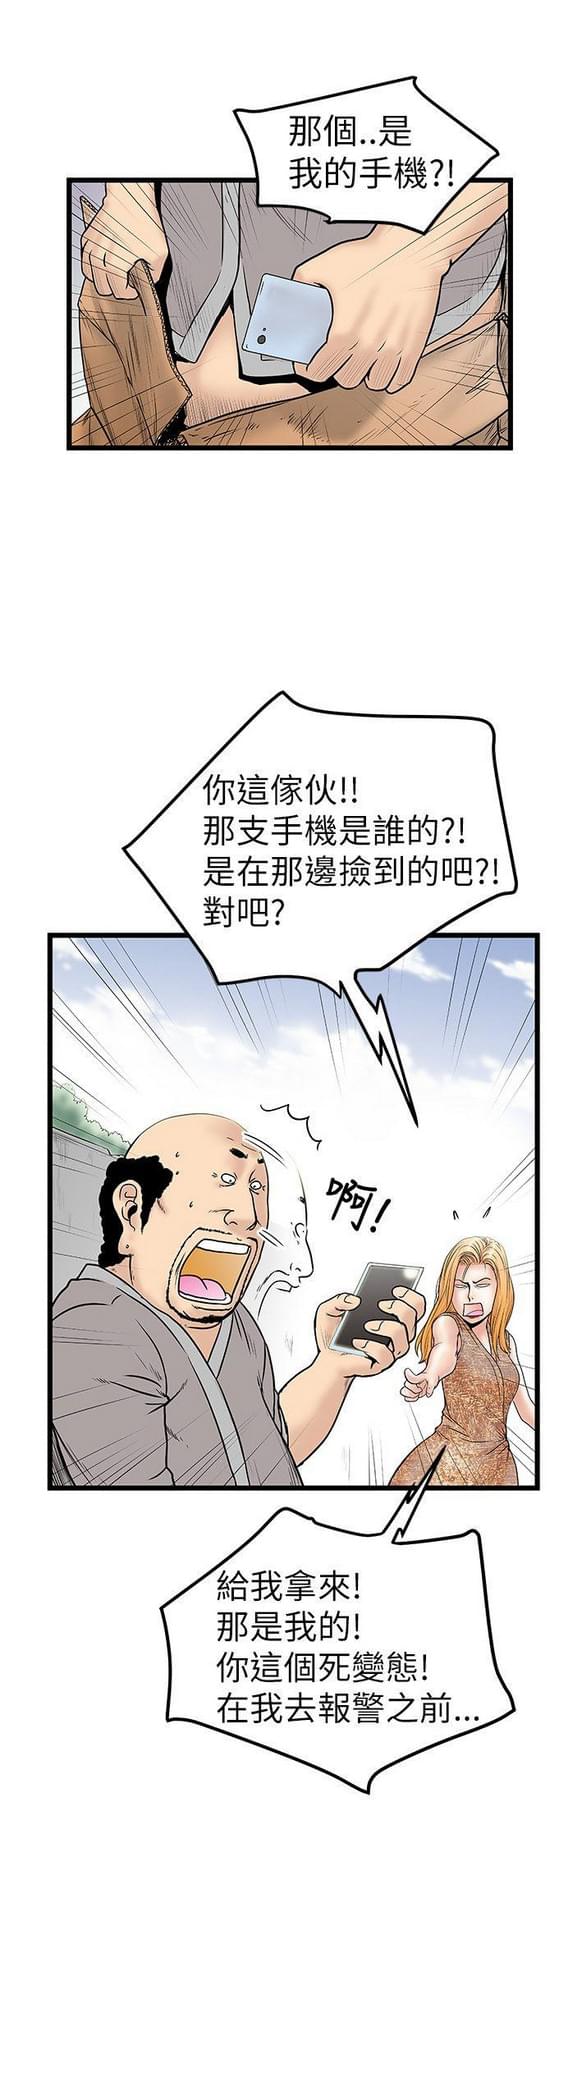 那個..是
我的手機?!
你這傢伙!!
那支手機是誰的?!
是在那邊撿到的吧?!
對吧?
啊!
給我拿來!
那是我的!
你這個死變態!
在我去報警之前...